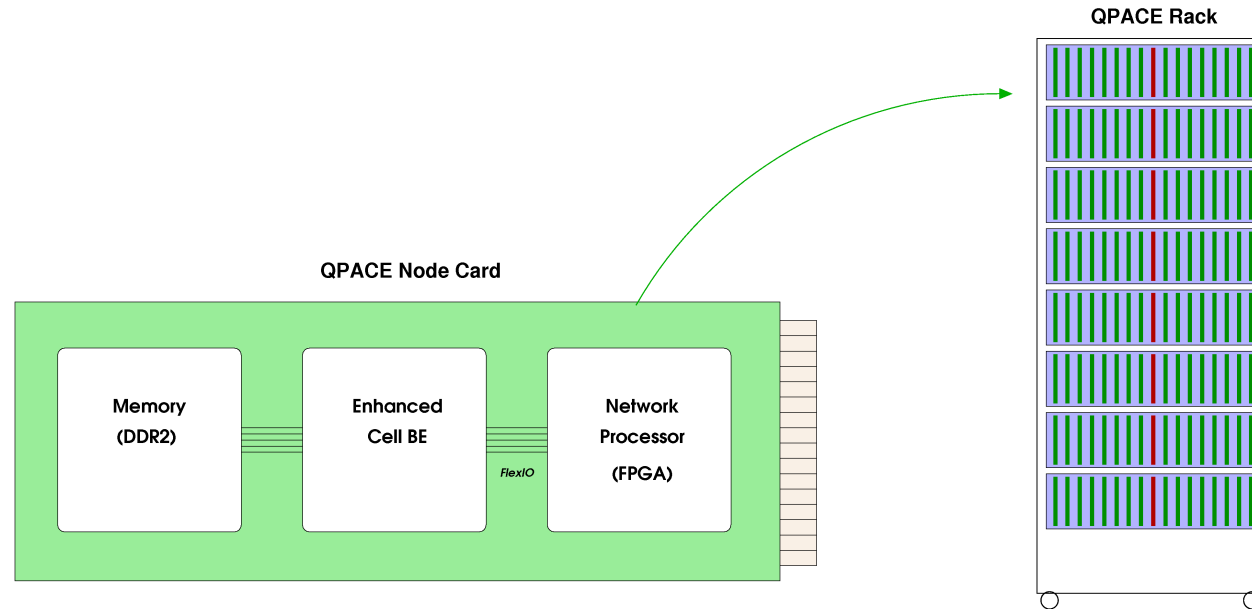 QPACE Rack
QPACE Node Card
Memory
(DDR2)
Enhanced
Cell BE
FlexIO
Network
Processor
(FPGA)